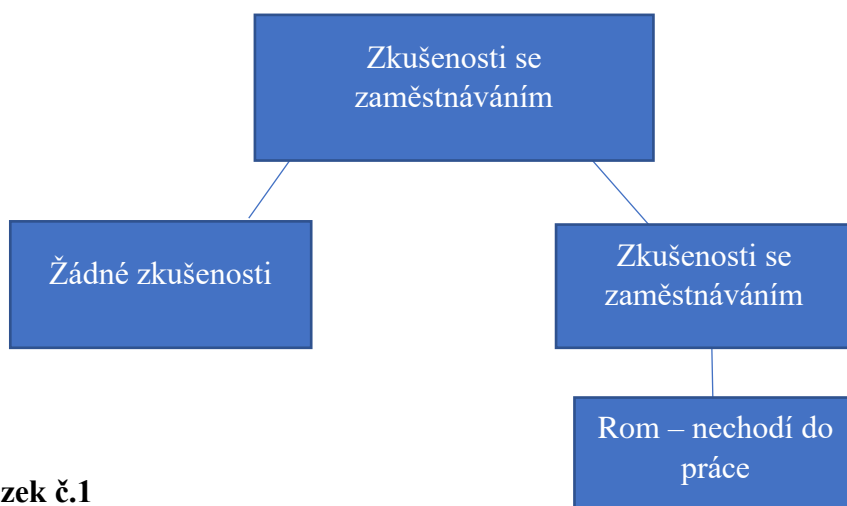 Zkušenosti se
zaměstnáváním
Žádné zkušenosti
Zkušenosti se
zaměstnáváním
Rom – nechodí do
práce
zek č.1